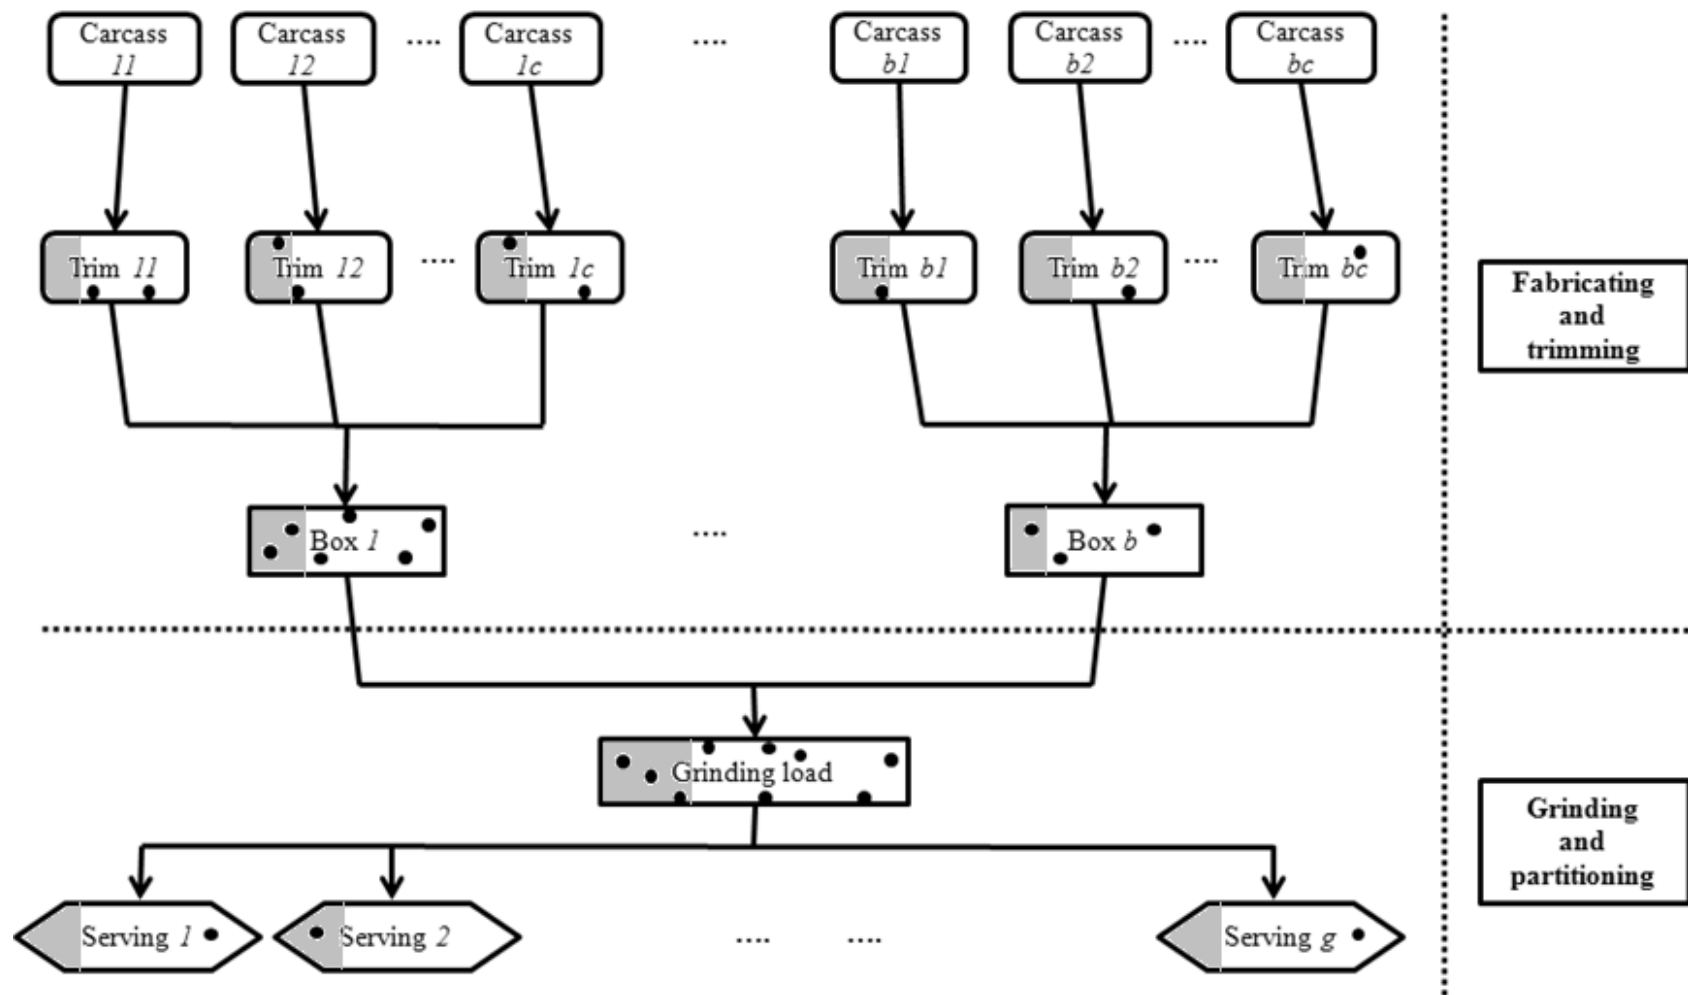 Carcass
11
Carcass
12
....
Carcass
1c
....
Carcass
b1
Carcass
b2
....
Carcass
bc
Trim 11
Trim 12
....
Trim 1c
Trim b1
Trim b2
....
Trim bc
Fabricating
and
trimming
Box 1
....
Box b
Grinding load
Grinding
and
partitioning
Serving 1
Serving 2
....
....
Serving g